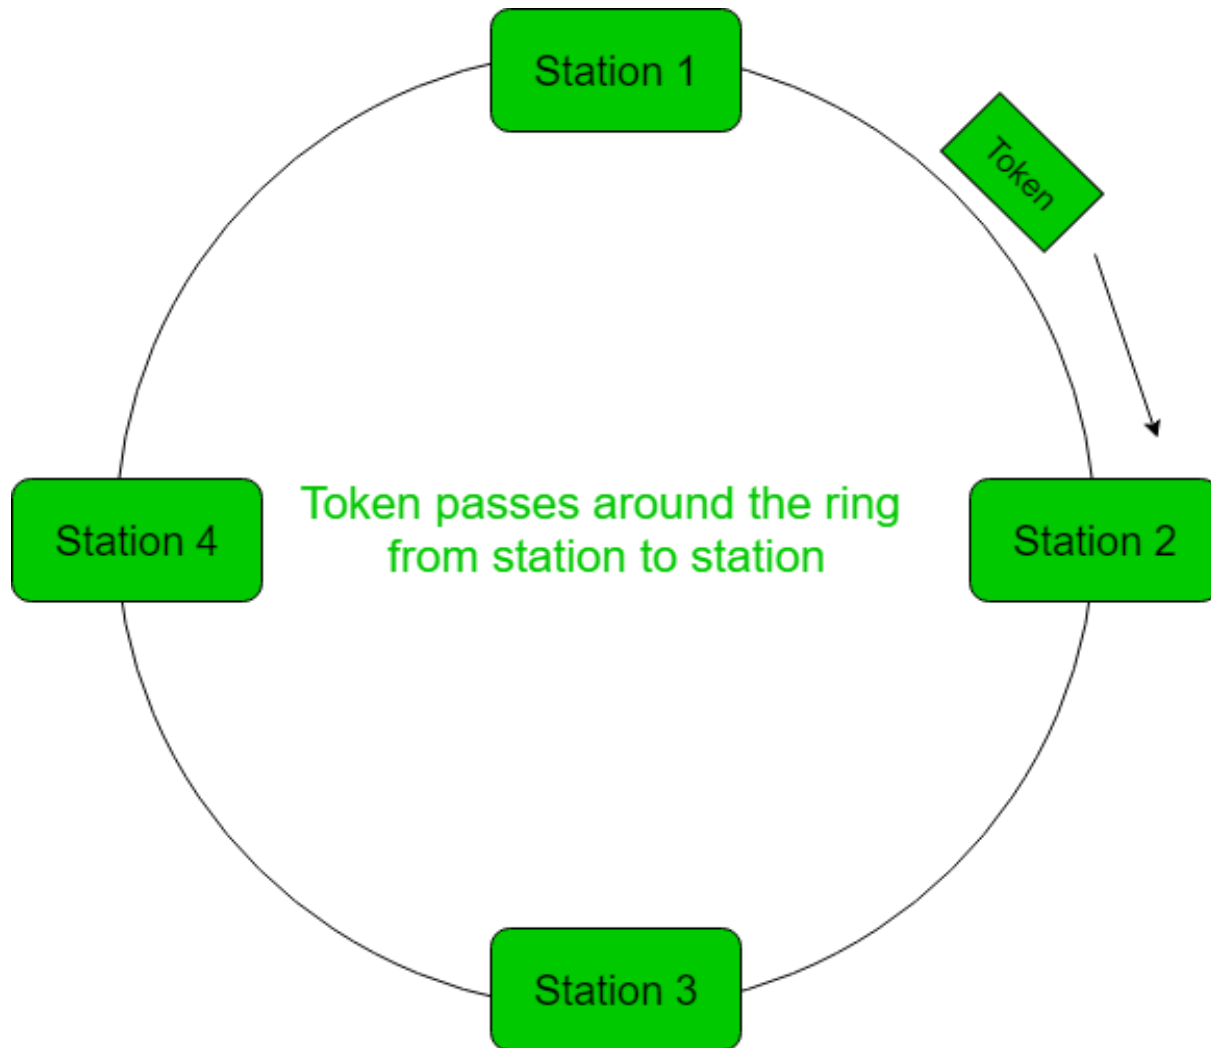 Station 1
Token
Station 4
Token passes around the ring
from station to station
Station 2
Station 3